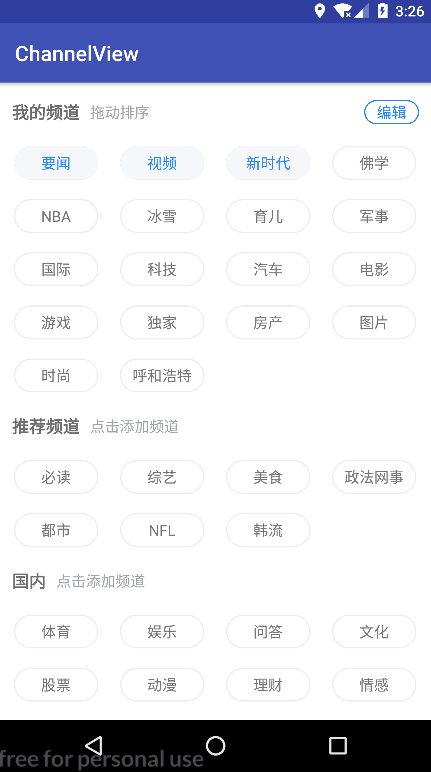 3:26
ChannelView
我的频道 拖动排序 编辑
要闻 视频 新时代 佛学
NBA 冰雪 育儿 军事
国际 科技 汽车 电影
游戏 独家 房产 图片
时尚 呼和浩特
推荐频道 点击添加频道
必读 综艺 美食 政法网事
都市 NFL 韩流
国内 点击添加频道
体育 娱乐 问答 文化
股票 动漫 理财 情感
free for personal use